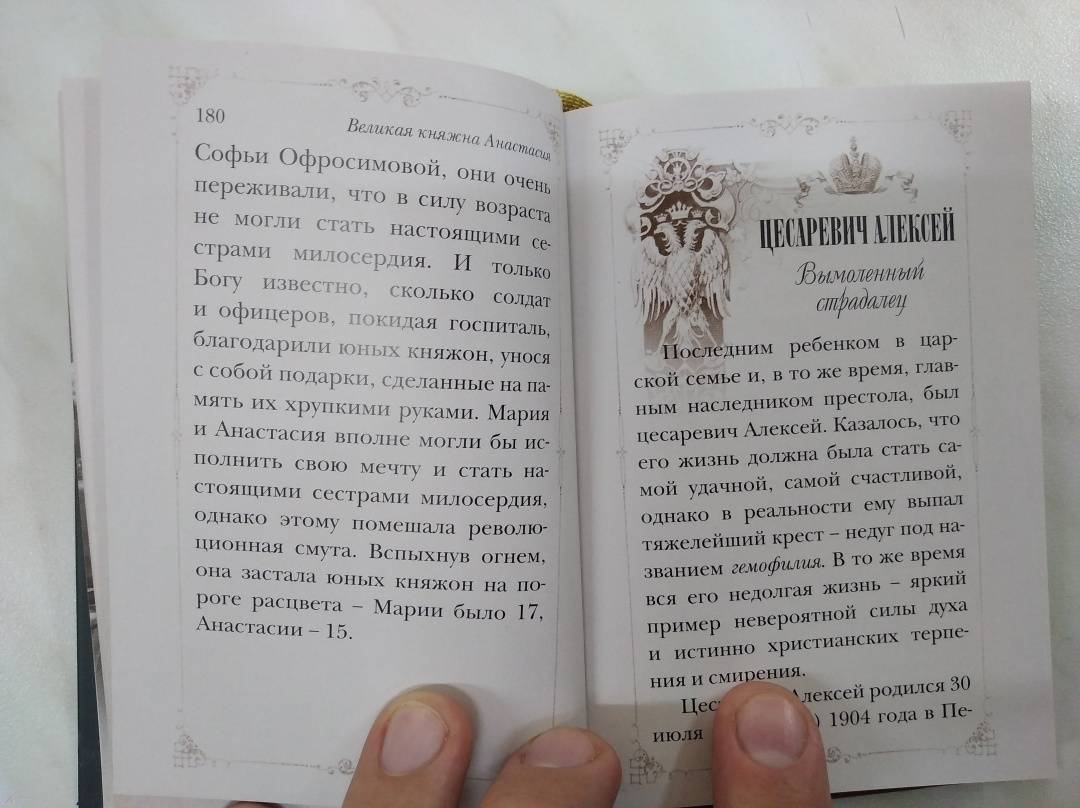 180
Великая княжна Анастасия
Софьи Офросимовой, они очень
переживали, что в силу возраста
не могли стать настоящими се-
страми милосердия. И только
Богу известно, сколько солдат
и офицеров, покидая госпиталь,
благодарили юных княжон, унося
с собой подарки, сделанные на па-
мять их хрупкими руками. Мария
и Анастасия вполне могли бы ис-
полнить свою мечту и стать на-
стоящими сестрами милосердия,
однако этому помешала револю-
ционная смута. Вспыхнув огнем,
она застала юных княжон на по-
роге расцвета – Марии было 17,
Анастасии – 15.
ЦЕСАРЕВИЧ АЛЕКСЕЙ
Вымоленный
страдалец
Последним ребенком в цар-
ской семье и, в то же время, глав-
ным наследником престола, был
цесаревич Алексей. Казалось, что
его жизнь должна была стать са-
мой удачной, самой счастливой,
однако в реальности ему выпал
тяжелейший крест – недуг под на-
званием гемофилия. В то же время
вся его недолгая жизнь – яркий
пример невероятной силы духа
и истинно христианских терпе-
ния и смирения.
Алексей родился 30
июля ) 1904 года в Пе-